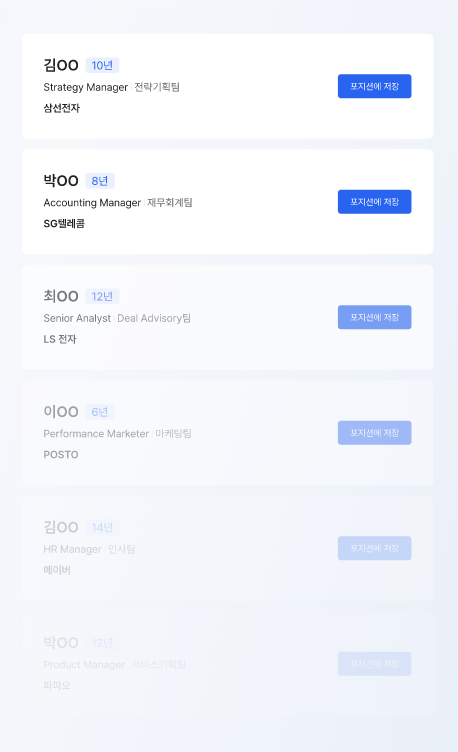 김OO 10년
Strategy Manager 전략기획팀
포지션에 저장
삼선전자
박OO 8년
Accounting Manager 재무회계팀
포지션에 저장
SG텔레콤
최OO 12년
Senior Analyst Deal Advisory팀
포지션에 저장
LS 전자
이OO 6년
Performance Marketer 마케팅팀
포지션에 저장
POSTO
김OO 14년
HR Manager 인사팀
포지션에 저장
에이버
박OO 12년
Product Manager 서비스기획팀
포지션에 저장
파파오